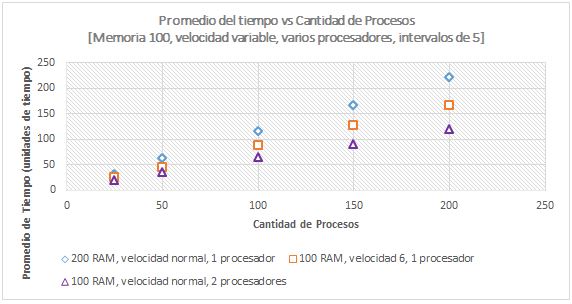 Promedio del tiempo vs Cantidad de Procesos
[Memoria 100, velocidad variable, varios procesadores, intervalos de 5]
Promedio de Tiempo (unidades de tiempo)
250
200
150
100
50
0
0 50 100 150 200 250
Cantidad de Procesos
200 RAM, velocidad normal, 1 procesador 100 RAM, velocidad 6, 1 procesador
100 RAM, velocidad normal, 2 procesadores